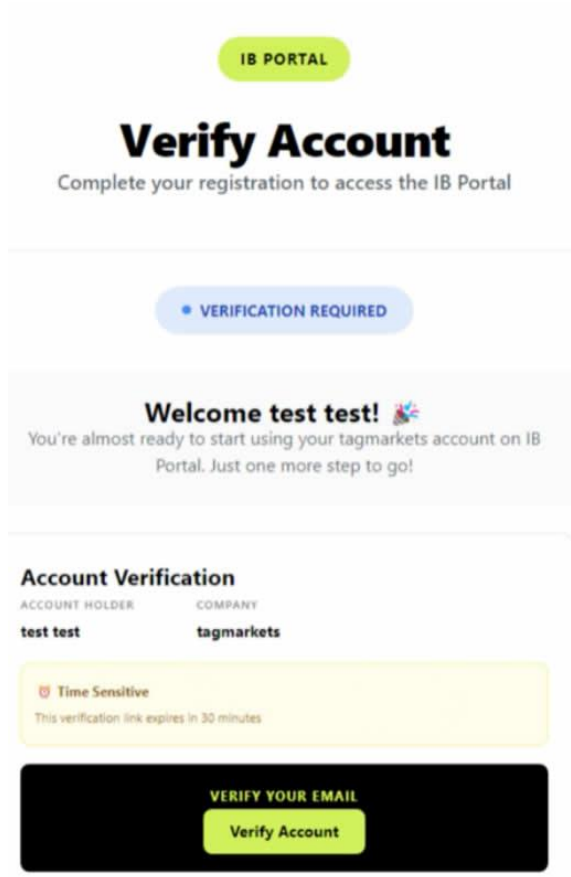 IB PORTAL
Verify Account
Complete your registration to access the IB Portal
VERIFICATION REQUIRED
Welcome test test! 🎉
You're almost ready to start using your tagmarkets account on IB
Portal. Just one more step to go!
Account Verification
ACCOUNT HOLDER COMPANY
test test tagmarkets
⏰ Time Sensitive
This verification link expires in 30 minutes
VERIFY YOUR EMAIL
Verify Account